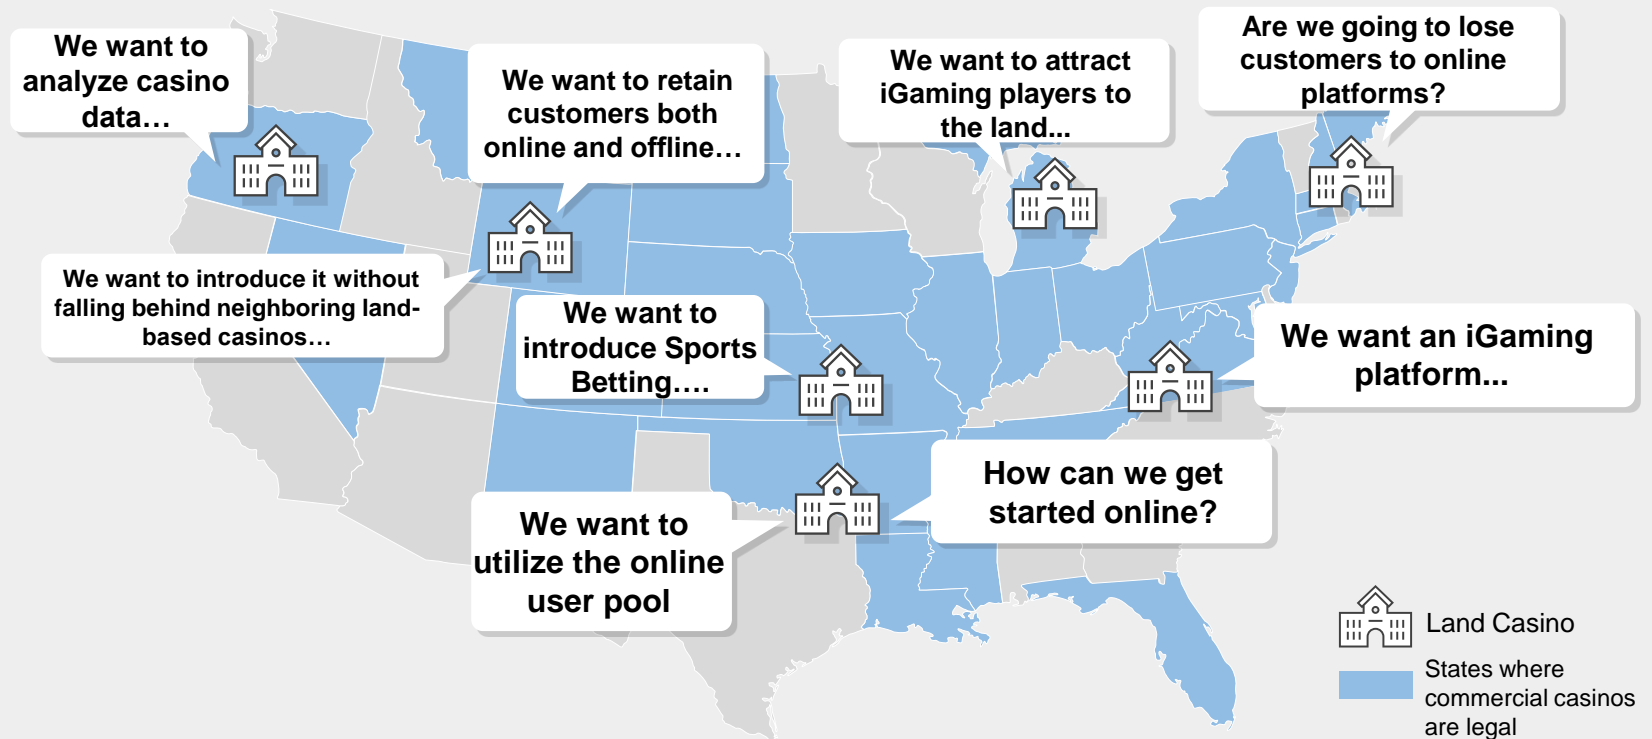 We want to
analyze casino
data…
We want to retain
customers both
online and offline…
We want to attract
iGaming players to
the land...
Are we going to lose
customers to online
platforms?
We want to introduce it without
falling behind neighboring land-
based casinos…
We want to
introduce Sports
Betting….
We want an iGaming
platform...
We want to
utilize the online
user pool
How can we get
started online?
Land Casino
States where
commercial casinos
are legal